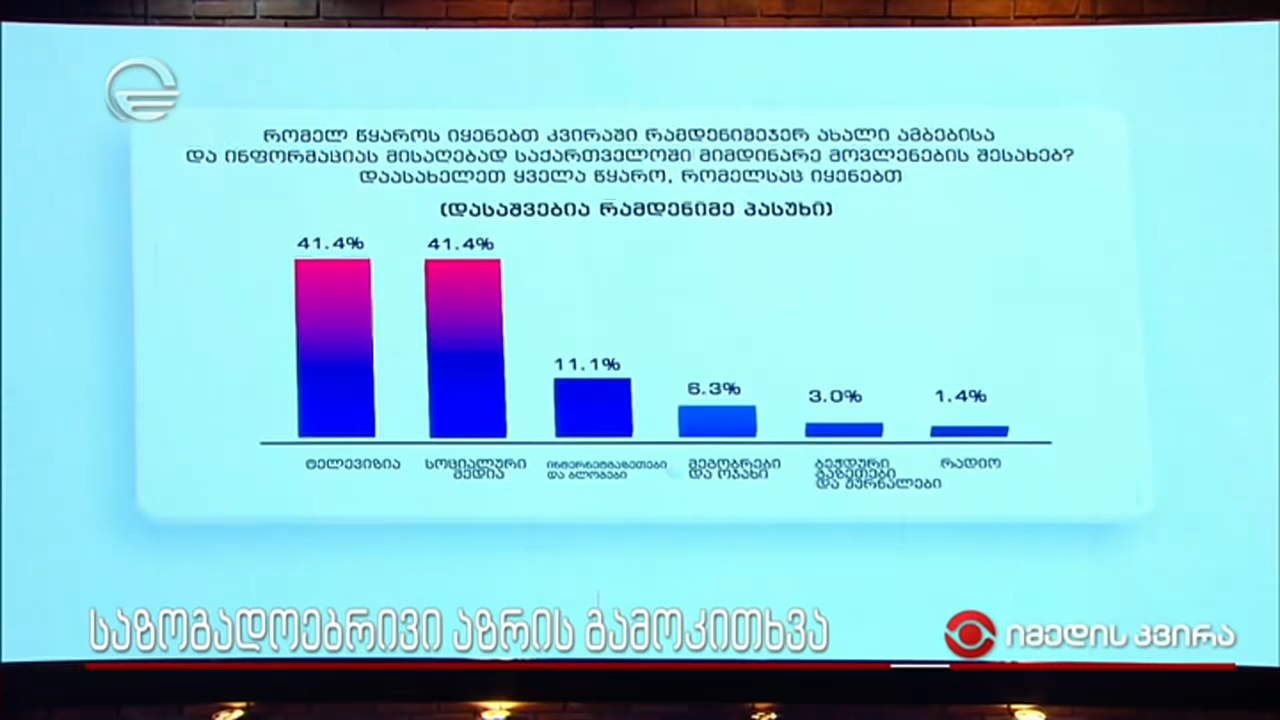 რომელ წყაროს იყენებთ კვირაში რამდენიმეჯერ ახალი ამბებისა
და ინფორმაციას მისაღებად საქართველოში მიმდინარე მოვლენების შესახებ?
დაასახელეთ ყველა წყარო, რომელსაც იყენებთ
(დასაშვებია რამდენიმე პასუხი)
41.4%
41.4%
11.1%
6.3%
3.0%
1.4%
ტელევიზია
სოციალური
მედია
ინტერნეტგაზეთები
და ბლოგები
მეგობრები
და ოჯახი
ბეჭდური
გაზეთები
და ჟურნალები
რადიო
საზოგადოებრივი აზრის გამოკითხვა
იმედის კვირა